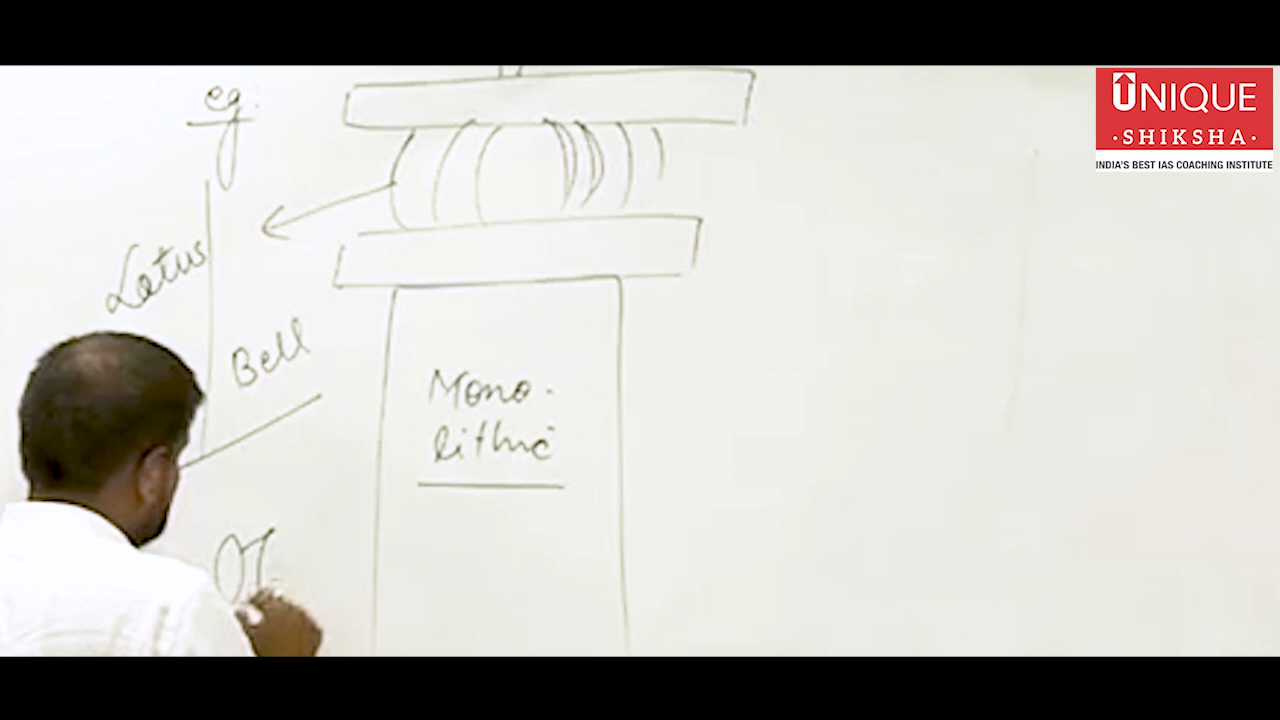 eg:
Lotus
Bell
Mono-
lithic
UNIQUE
·SHIKSHA·
INDIA'S BEST IAS COACHING INSTITUTE